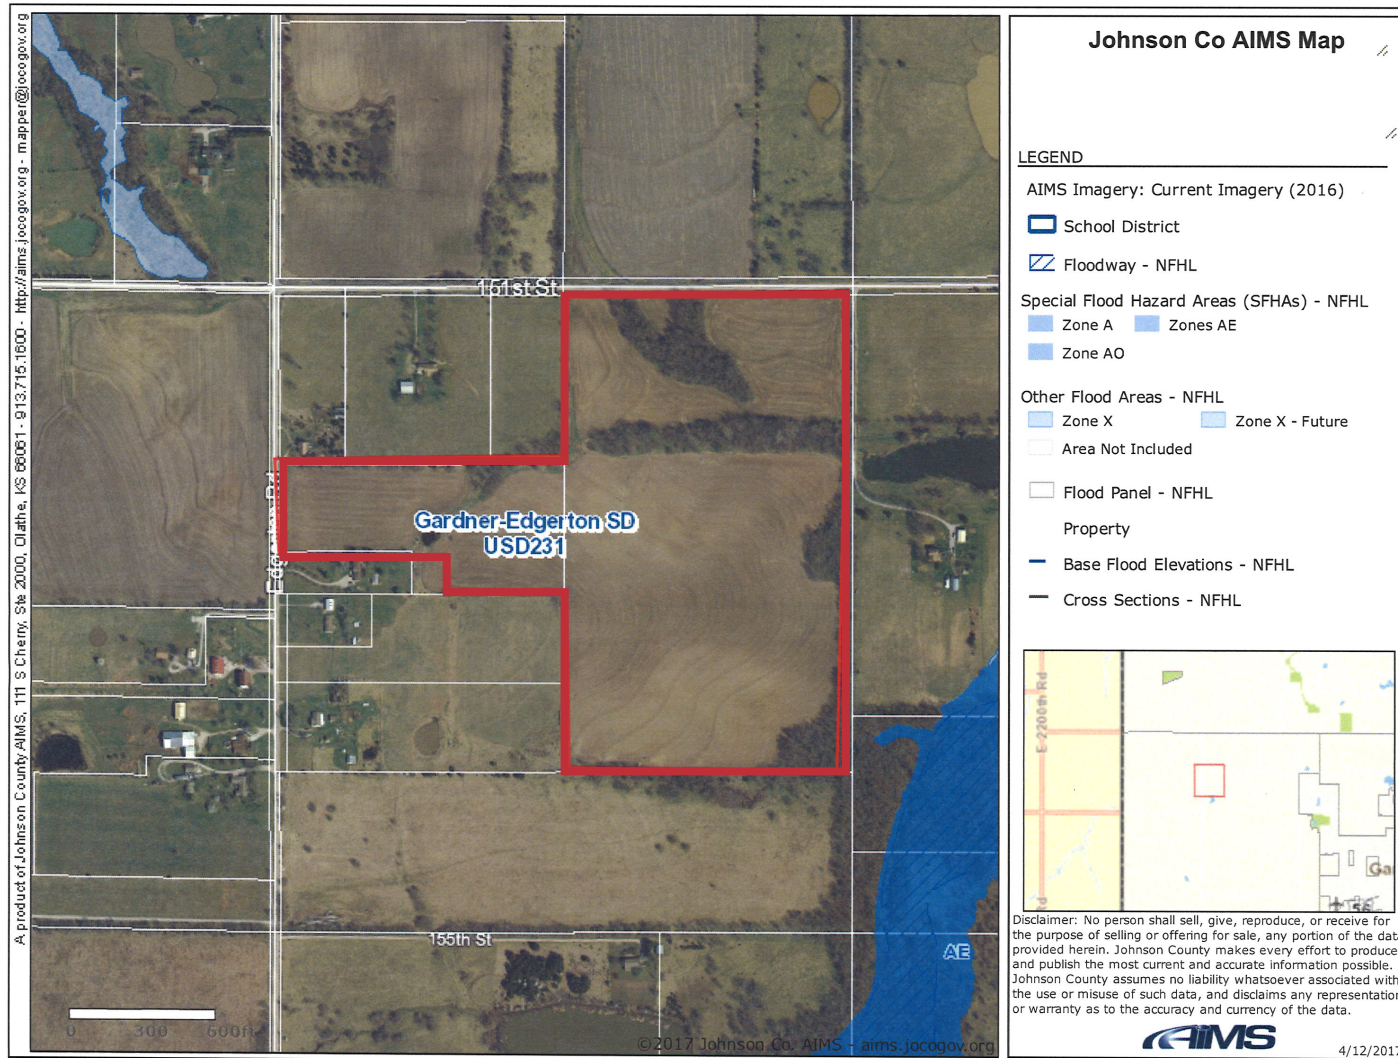 A product of Johnson County AIMS, 111 S Cherry, Ste 2000, Olathe, KS 66061 - 913.715.1600 - http://aims.jocogov.org - mapper@jocogov.org
151st St
Gardner-Edgerton SD
USD231
155th St
AE
0 300 600ft
©2017 Johnson Co. AIMS - aims.jocogov.org
Johnson Co AIMS Map
LEGEND
AIMS Imagery: Current Imagery (2016)
School District
Floodway - NFHL
Special Flood Hazard Areas (SFHAs) - NFHL
Zone A Zones AE
Zone AO
Other Flood Areas - NFHL
Zone X Zone X - Future
Area Not Included
Flood Panel - NFHL
Property
Base Flood Elevations - NFHL
Cross Sections - NFHL
E 2200th Rd
Rd
Ga
56
Disclaimer: No person shall sell, give, reproduce, or receive for
the purpose of selling or offering for sale, any portion of the dat
provided herein. Johnson County makes every effort to produce
and publish the most current and accurate information possible.
Johnson County assumes no liability whatsoever associated with
the use or misuse of such data, and disclaims any representation
or warranty as to the accuracy and currency of the data.
AIMS
4/12/2017